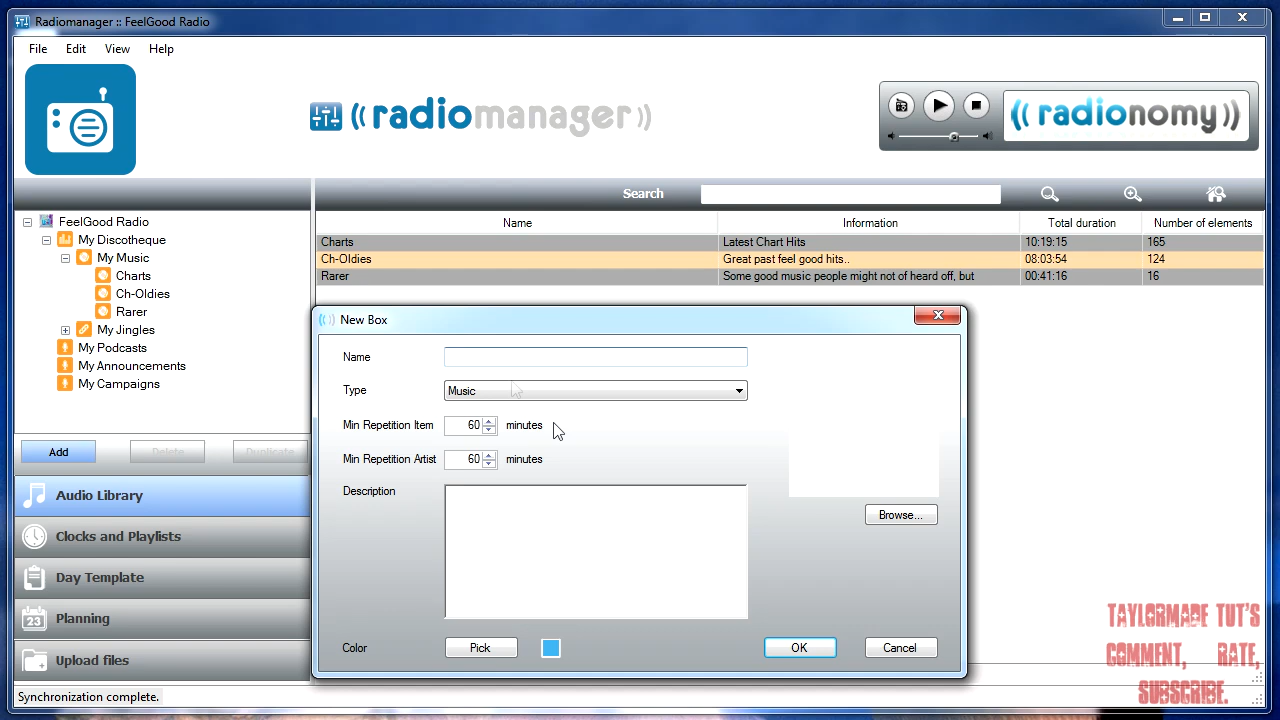 Radiomanager :: FeelGood Radio
File Edit View Help
radiomanager
radionomy
Search
Name Information Total duration Number of elements
Charts Latest Chart Hits 10:19:15 165
Ch-Oldies Great past feel good hits.. 08:03:54 124
Rarer Some good music people might not of heard off, but 00:41:16 16
FeelGood Radio
My Discotheque
My Music
Charts
Ch-Oldies
Rarer
My Jingles
My Podcasts
My Announcements
My Campaigns
Add Delete Duplicate
Audio Library
Clocks and Playlists
Day Template
23 Planning
Upload files
Synchronization complete.
New Box
Name
Type Music
Min Repetition Item 60 minutes
Min Repetition Artist 60 minutes
Description
Browse...
Color Pick OK Cancel
TAYLORMADE TUT'S
COMMENT, RATE,
SUBSCRIBE.